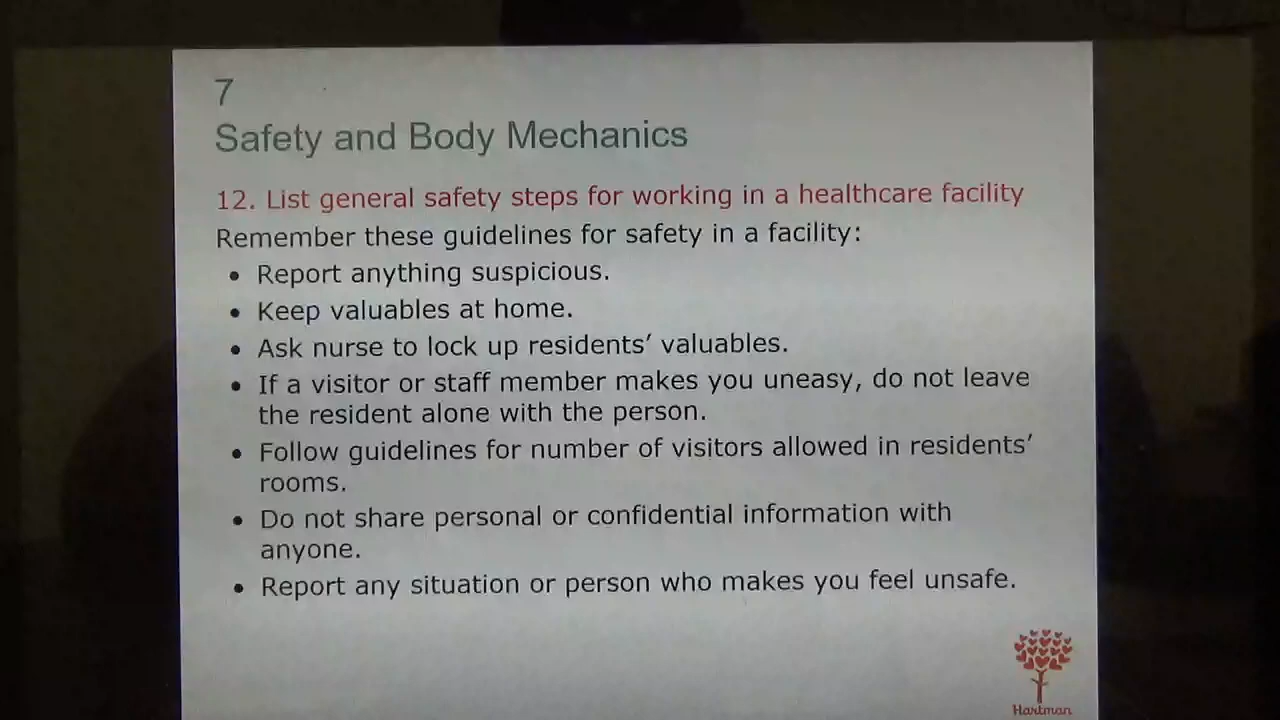 7
Safety and Body Mechanics
12. List general safety steps for working in a healthcare facility
Remember these guidelines for safety in a facility:
• Report anything suspicious.
• Keep valuables at home.
• Ask nurse to lock up residents’ valuables.
• If a visitor or staff member makes you uneasy, do not leave
the resident alone with the person.
• Follow guidelines for number of visitors allowed in residents’
rooms.
• Do not share personal or confidential information with
anyone.
• Report any situation or person who makes you feel unsafe.
Hartman